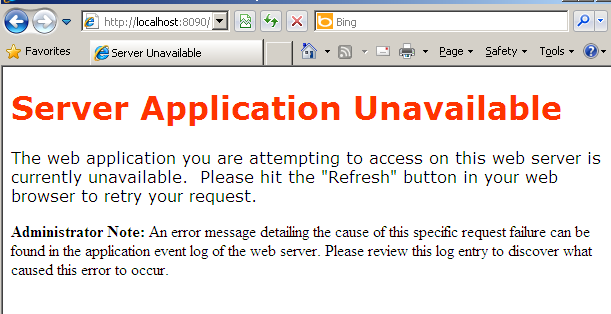 http://localhost:8090/
Bing
Favorites
Server Unavailable
Page
Safety
Tools
Server Application Unavailable
The web application you are attempting to access on this web server is
currently unavailable.  Please hit the "Refresh" button in your web
browser to retry your request.
Administrator Note: An error message detailing the cause of this specific request failure can be
found in the application event log of the web server. Please review this log entry to discover what
caused this error to occur.